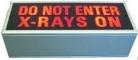 DO NOT ENTER
X-RAYS ON